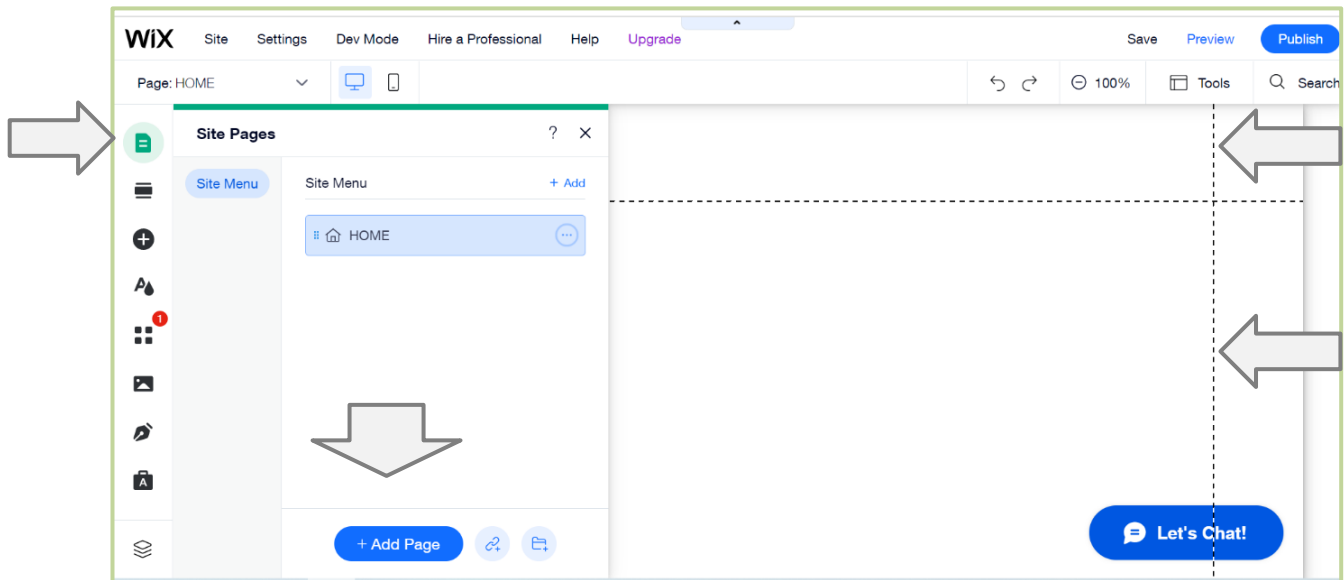 WiX Site Settings Dev Mode Hire a Professional Help Upgrade Save Preview Publish
Page: HOME 100% Tools Search
Site Pages ? ×
Site Menu Site Menu + Add
HOME
1
A
A
+ Add Page
Let's Chat!